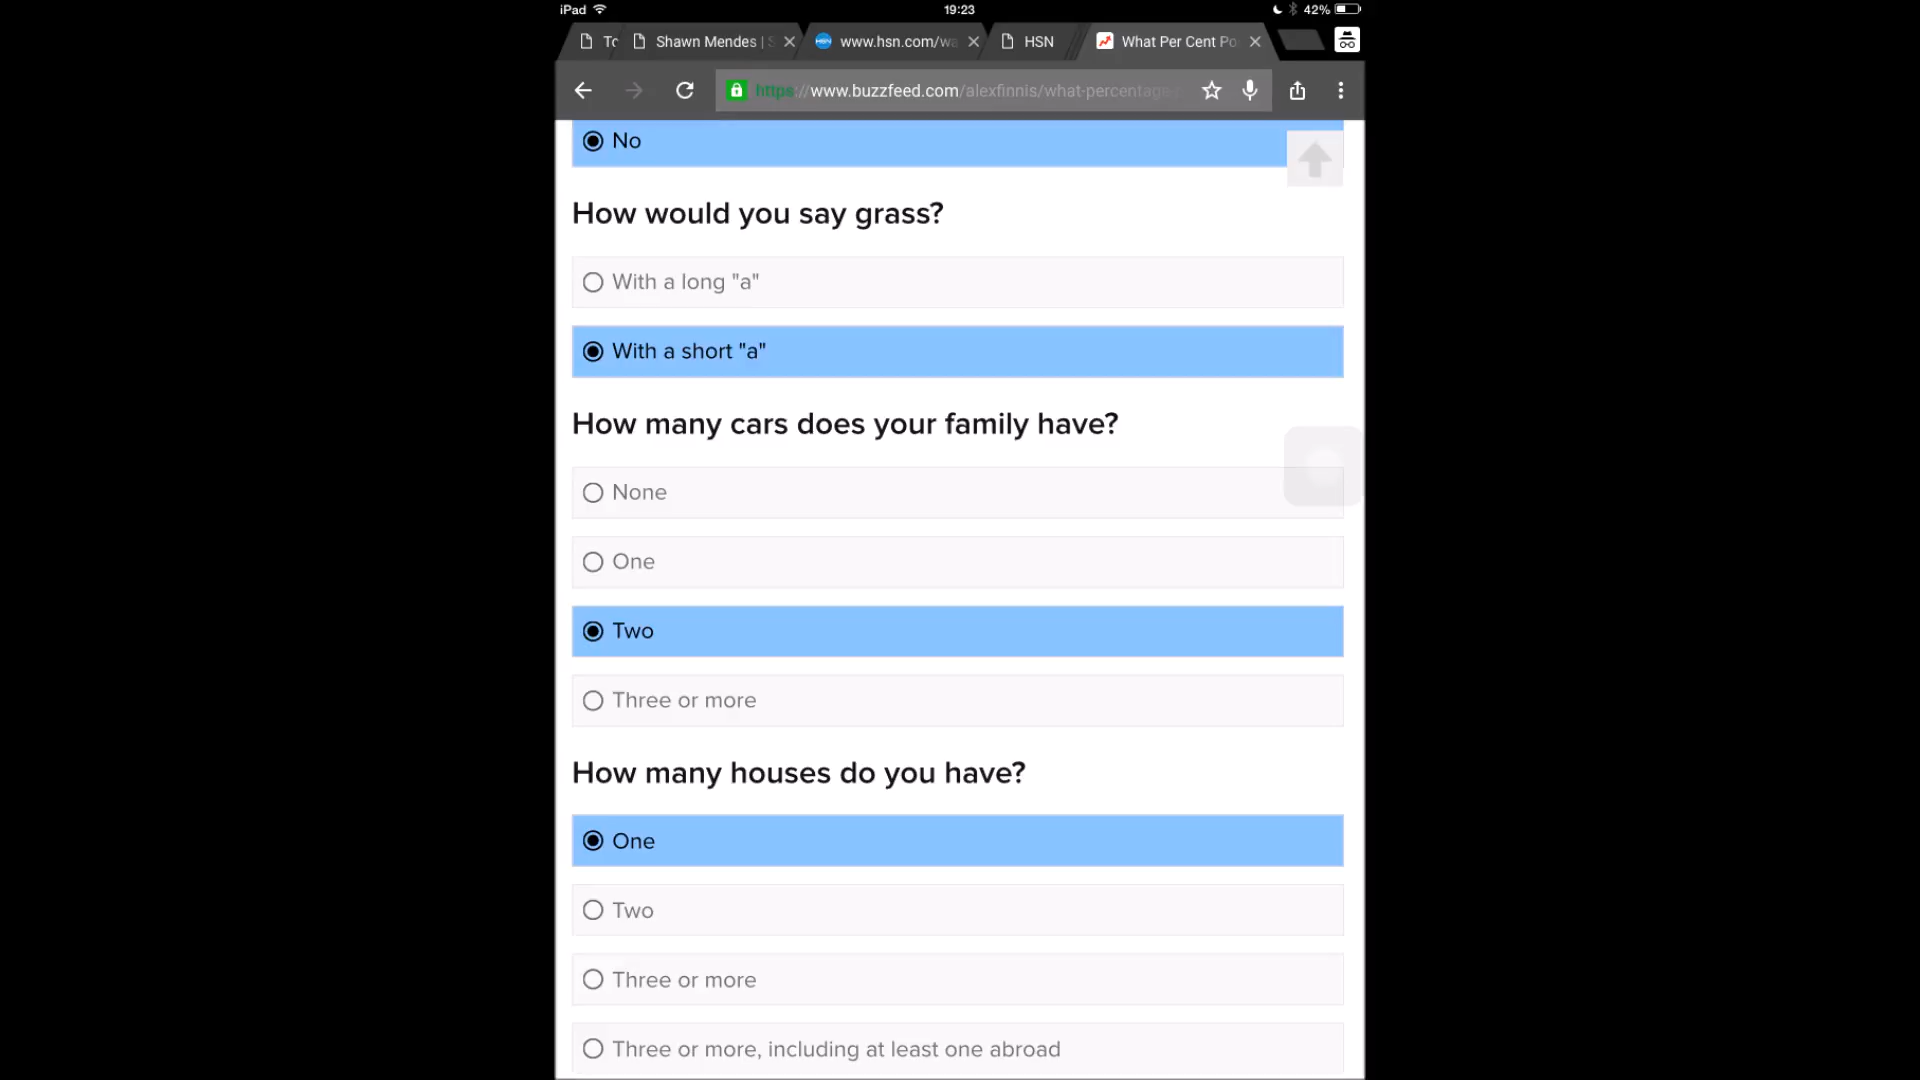 iPad 19:23 42%
Shawn Mendes | www.hsn.com/wa HSN What Per Cent Po
https://www.buzzfeed.com/alexfinnis/what-percentage
No
How would you say grass?
With a long "a"
With a short "a"
How many cars does your family have?
None
One
Two
Three or more
How many houses do you have?
One
Two
Three or more
Three or more, including at least one abroad